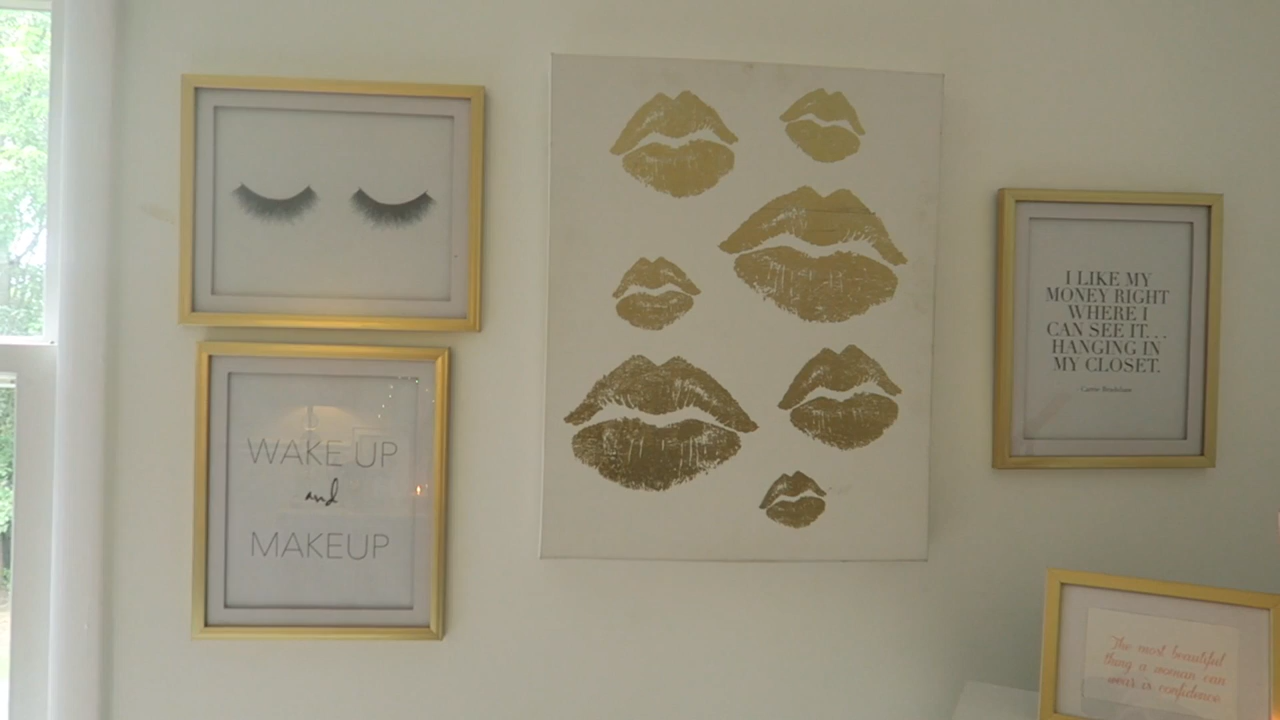 WAKE UP
and
MAKEUP
I LIKE MY
MONEY RIGHT
WHERE I
CAN SEE IT...
HANGING IN
MY CLOSET.
- Carrie Bradshaw
The most beautiful
thing a woman can
wear is confidence